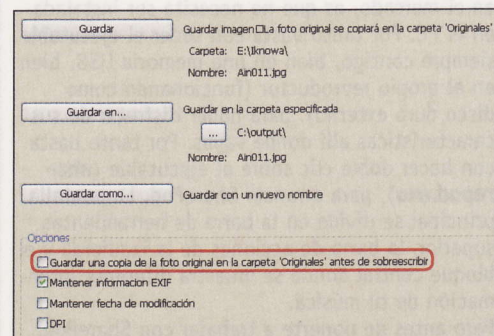 Guardar Guardar imagen□La foto original se copiará en la carpeta 'Originales'
Carpeta: E:\Iknowa\
Nombre: Ain011.jpg
Guardar en... Guardar en la carpeta especificada
... C:\output\
Nombre: Ain011.jpg
Guardar como... Guardar con un nuevo nombre
Opciones
Guardar una copia de la foto original en la carpeta 'Originales' antes de sobreescribir
Mantener informacion EXIF
Mantener fecha de modificación
DPI